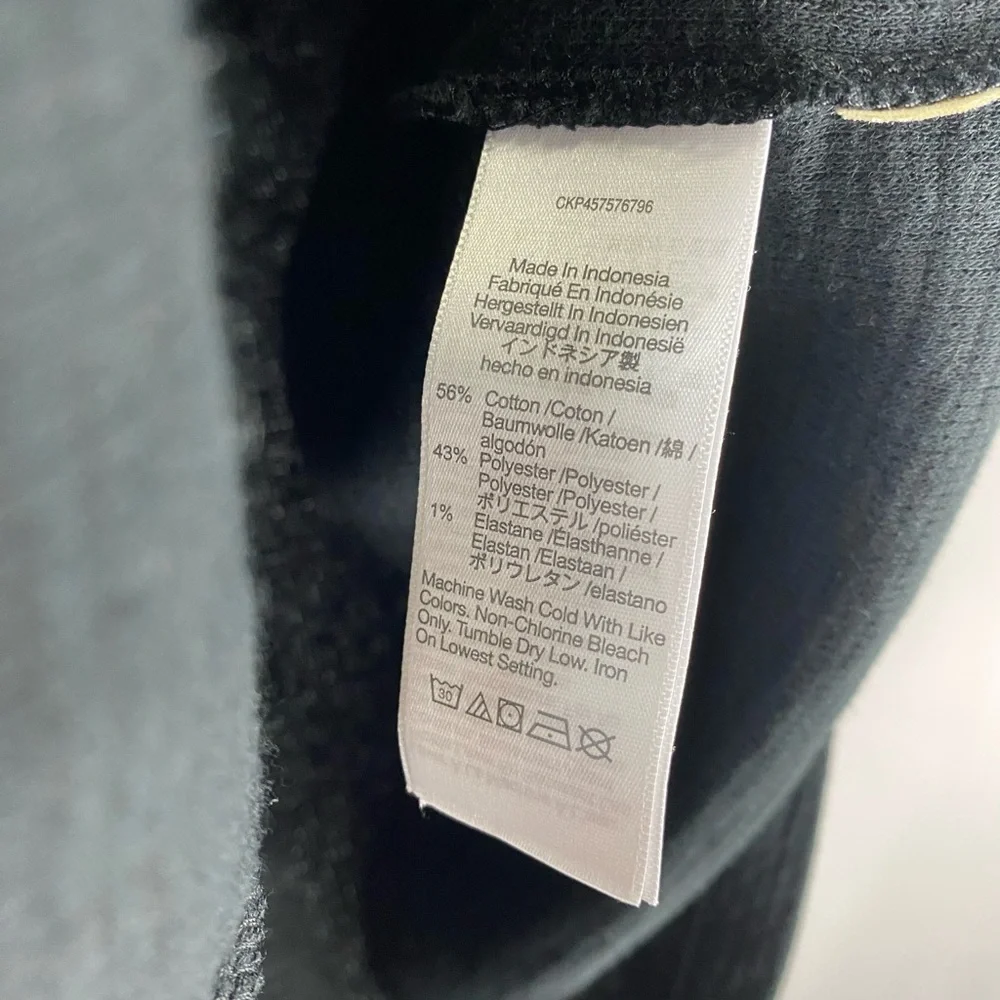 CKP457576796
Made In Indonesia
Fabriqué En Indonésie
Hergestellt In Indonesien
Vervaardigd In Indonesië
インドネシア製
hecho en indonesia
56% Cotton /Coton /
Baumwolle /Katoen /綿 /
algodón
43% Polyester /Polyester /
Polyester /Polyester /
ポリエステル /poliéster
1% Elastane /Élasthanne /
Elastan /Elastaan /
ポリウレタン /elastano
Machine Wash Cold With Like
Colors. Non-Chlorine Bleach
Only. Tumble Dry Low. Iron
On Lowest Setting.
30